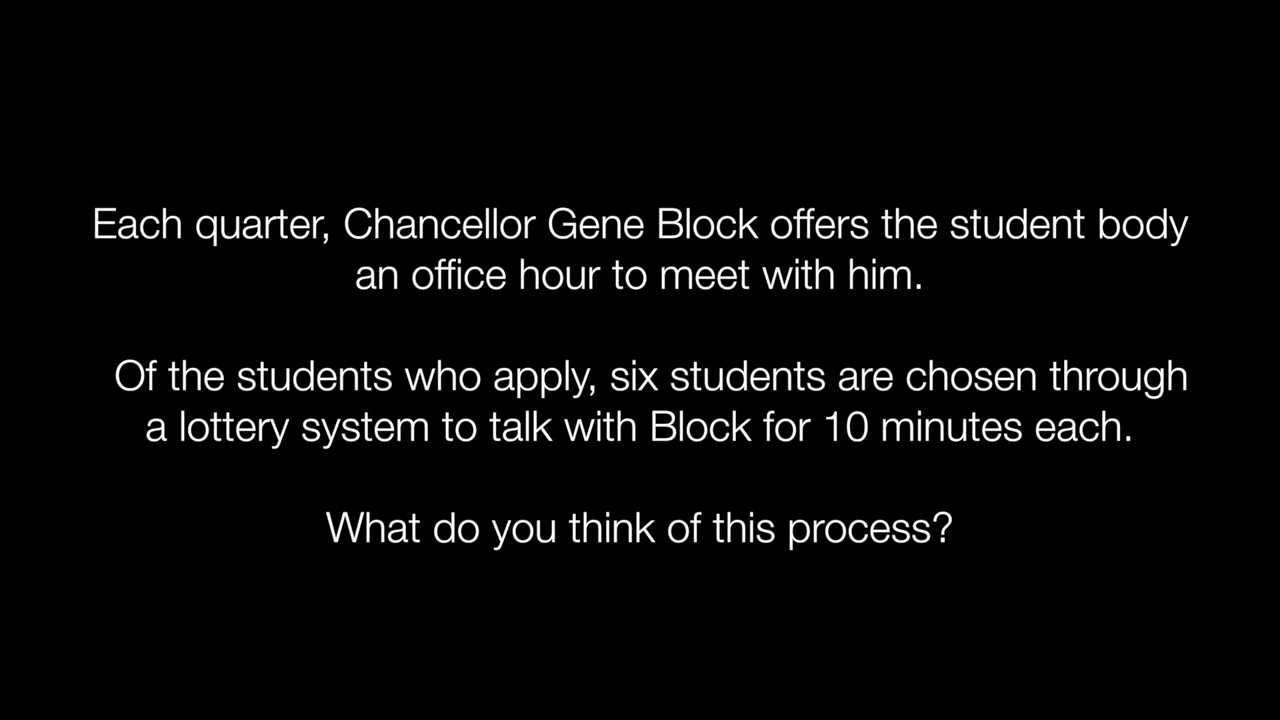 Each quarter, Chancellor Gene Block offers the student body
an office hour to meet with him.
Of the students who apply, six students are chosen through
a lottery system to talk with Block for 10 minutes each.
What do you think of this process?